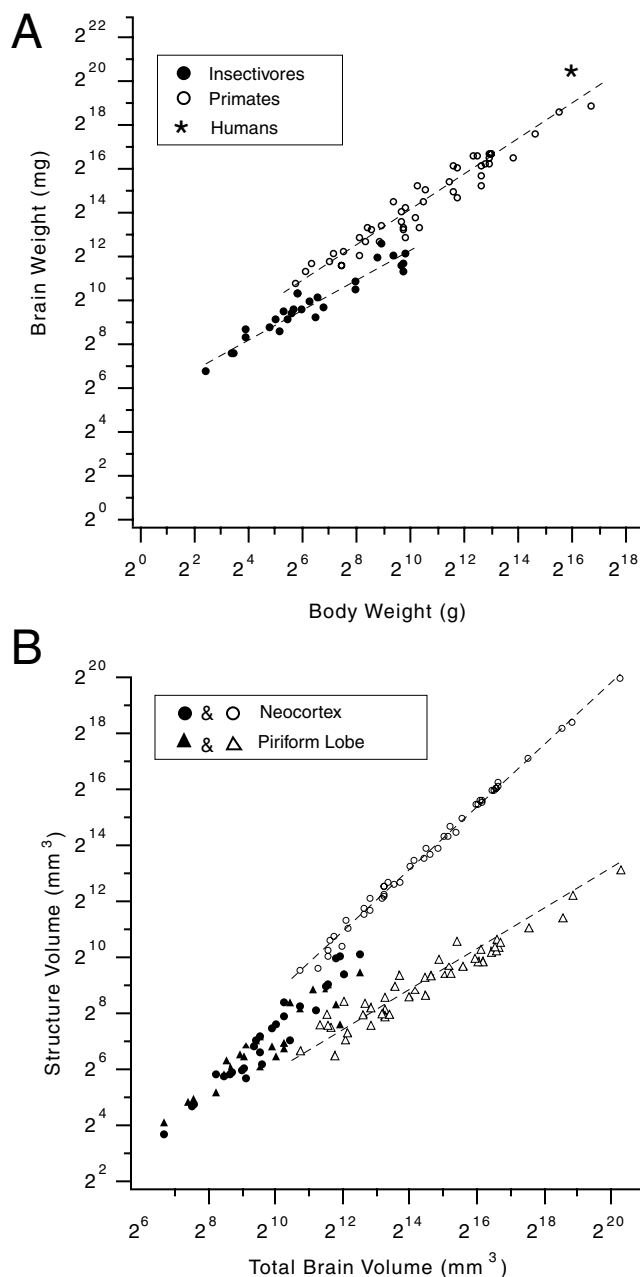 A
2^22
2^20
2^18
2^16
2^14
2^12
2^10
2^8
2^6
2^4
2^2
2^0
Brain Weight (mg)
Insectivores
Primates
* Humans
*
2^0 2^2 2^4 2^6 2^8 2^10 2^12 2^14 2^16 2^18
Body Weight (g)
B
2^20
2^18
2^16
2^14
2^12
2^10
2^8
2^6
2^4
2^2
Structure Volume (mm^3)
& Neocortex
& Piriform Lobe
2^6 2^8 2^10 2^12 2^14 2^16 2^18 2^20
Total Brain Volume (mm^3)